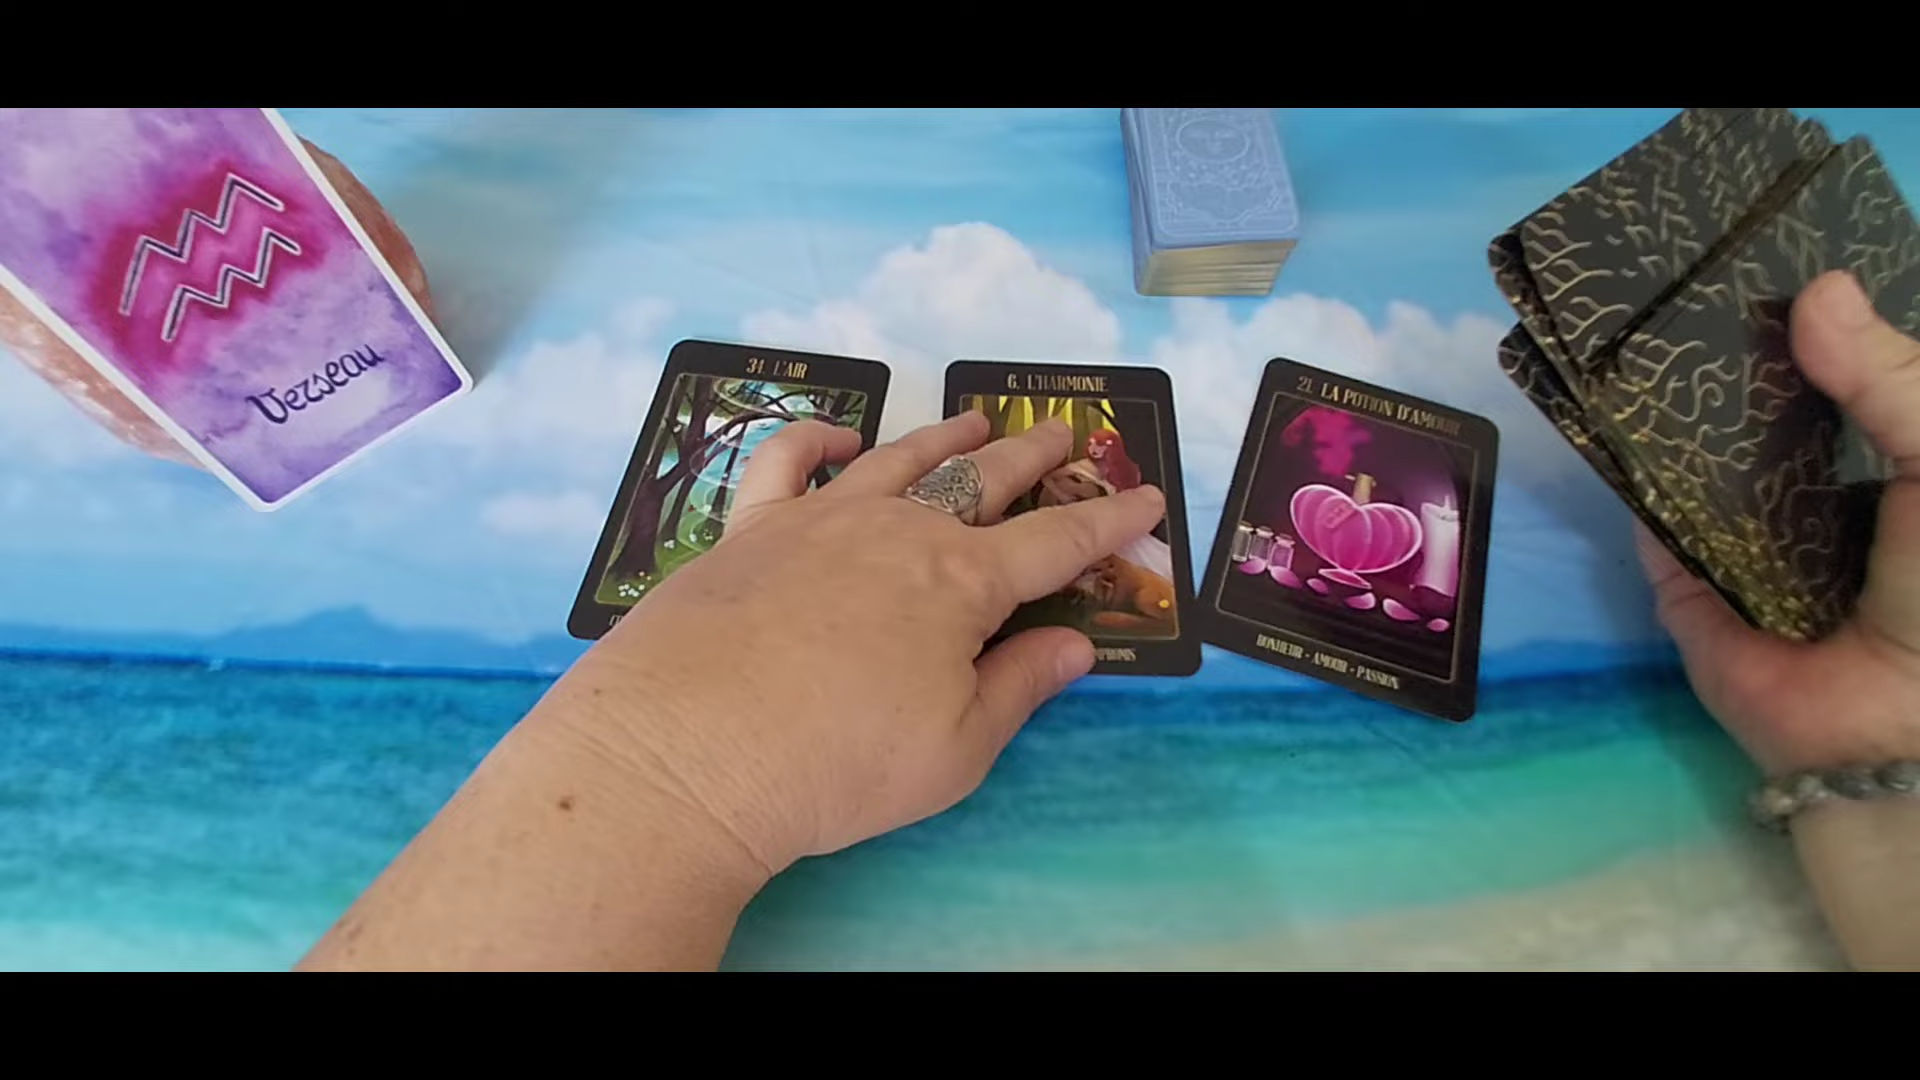 Verseau
34. L'AIR
6. L'HARMONIE
21. LA POTION D'AMOUR
BONHEUR - AMOUR - PASSION